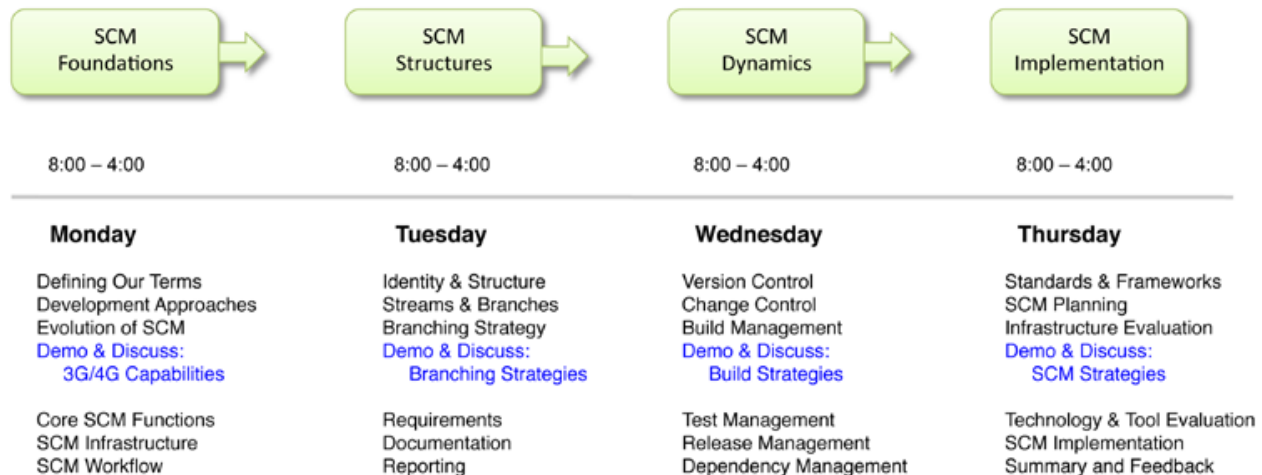 SCM
Foundations
SCM
Structures
SCM
Dynamics
SCM
Implementation
8:00 – 4:00
8:00 – 4:00
8:00 – 4:00
8:00 – 4:00
Monday
Defining Our Terms
Development Approaches
Evolution of SCM
Demo & Discuss:
3G/4G Capabilities
Core SCM Functions
SCM Infrastructure
SCM Workflow
Tuesday
Identity & Structure
Streams & Branches
Branching Strategy
Demo & Discuss:
Branching Strategies
Requirements
Documentation
Reporting
Wednesday
Version Control
Change Control
Build Management
Demo & Discuss:
Build Strategies
Test Management
Release Management
Dependency Management
Thursday
Standards & Frameworks
SCM Planning
Infrastructure Evaluation
Demo & Discuss:
SCM Strategies
Technology & Tool Evaluation
SCM Implementation
Summary and Feedback